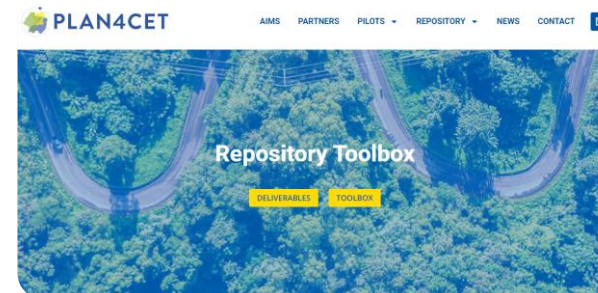 PLAN4CET
AIMS PARTNERS PILOTS REPOSITORY NEWS CONTACT
Repository Toolbox
DELIVERABLES TOOLBOX